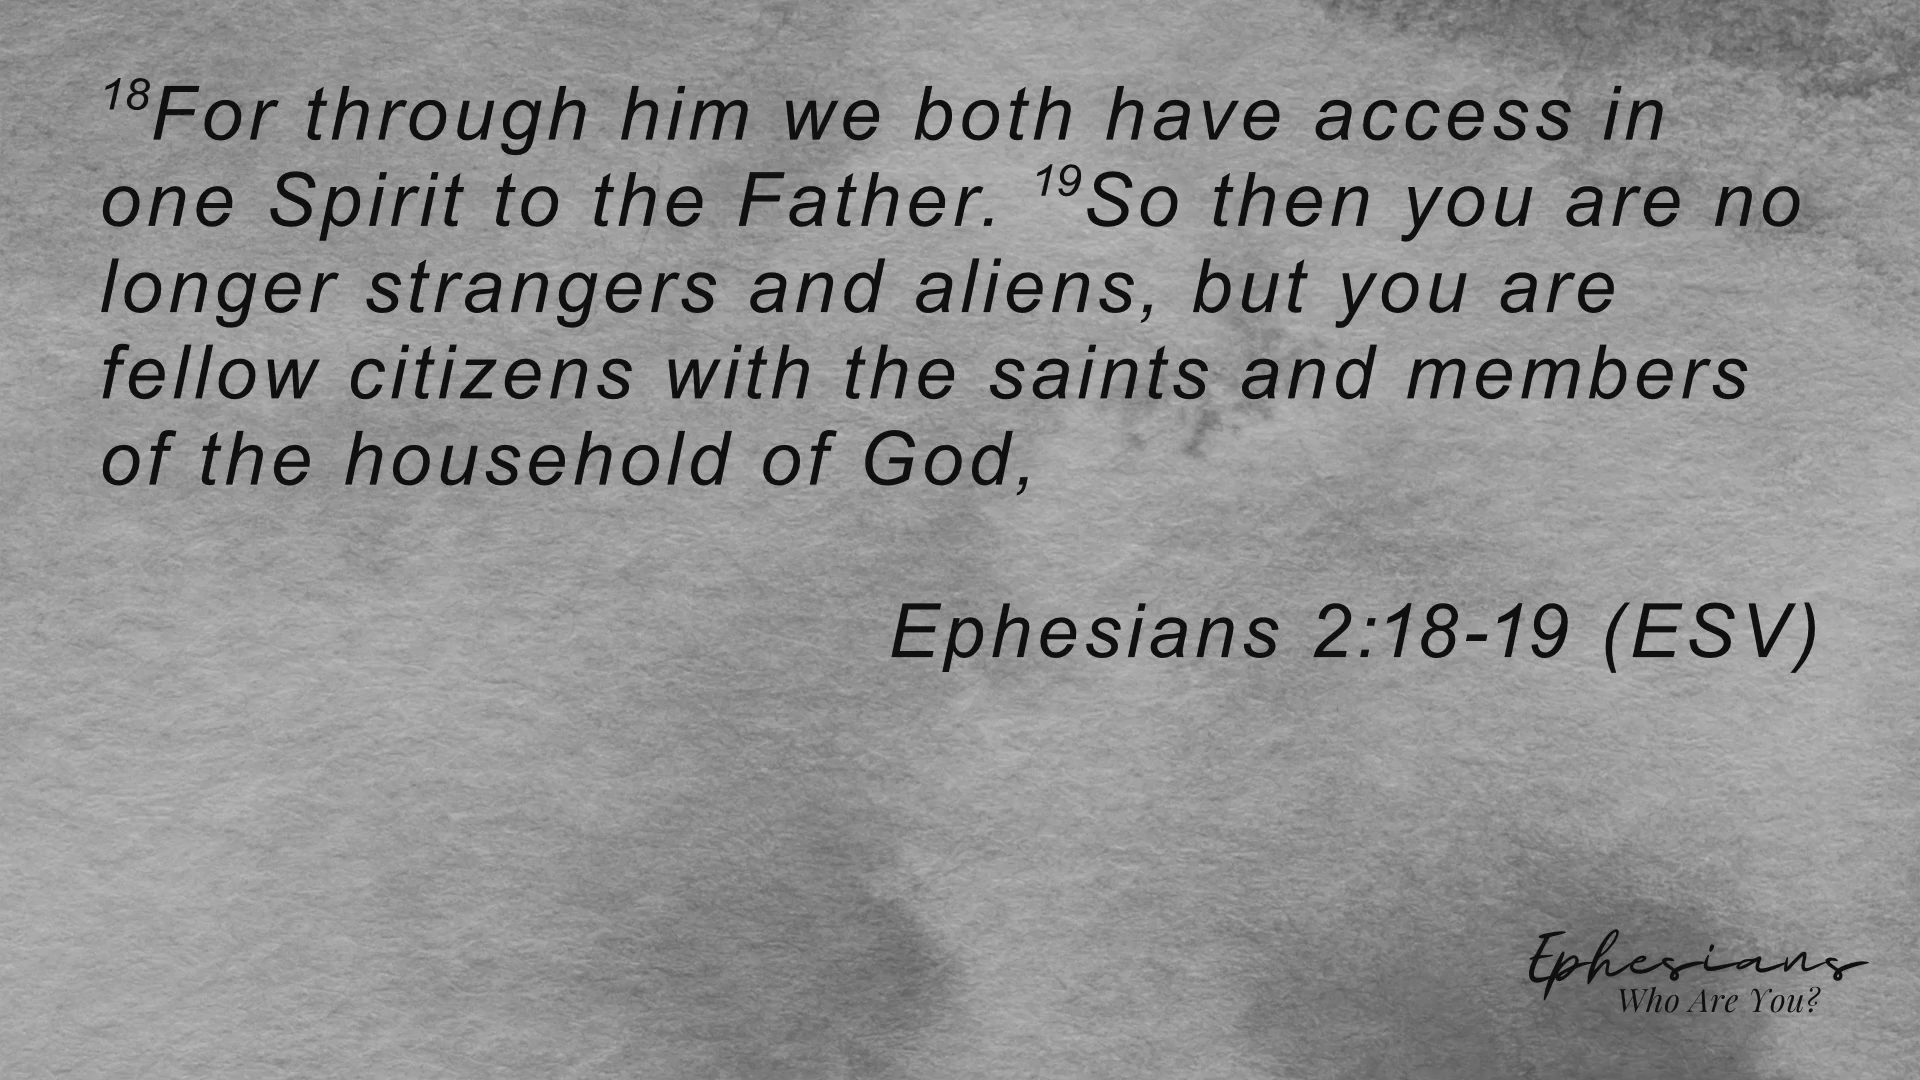 18For through him we both have access in
one Spirit to the Father. 19So then you are no
longer strangers and aliens, but you are
fellow citizens with the saints and members
of the household of God,
Ephesians 2:18-19 (ESV)
Ephesians
Who Are You?